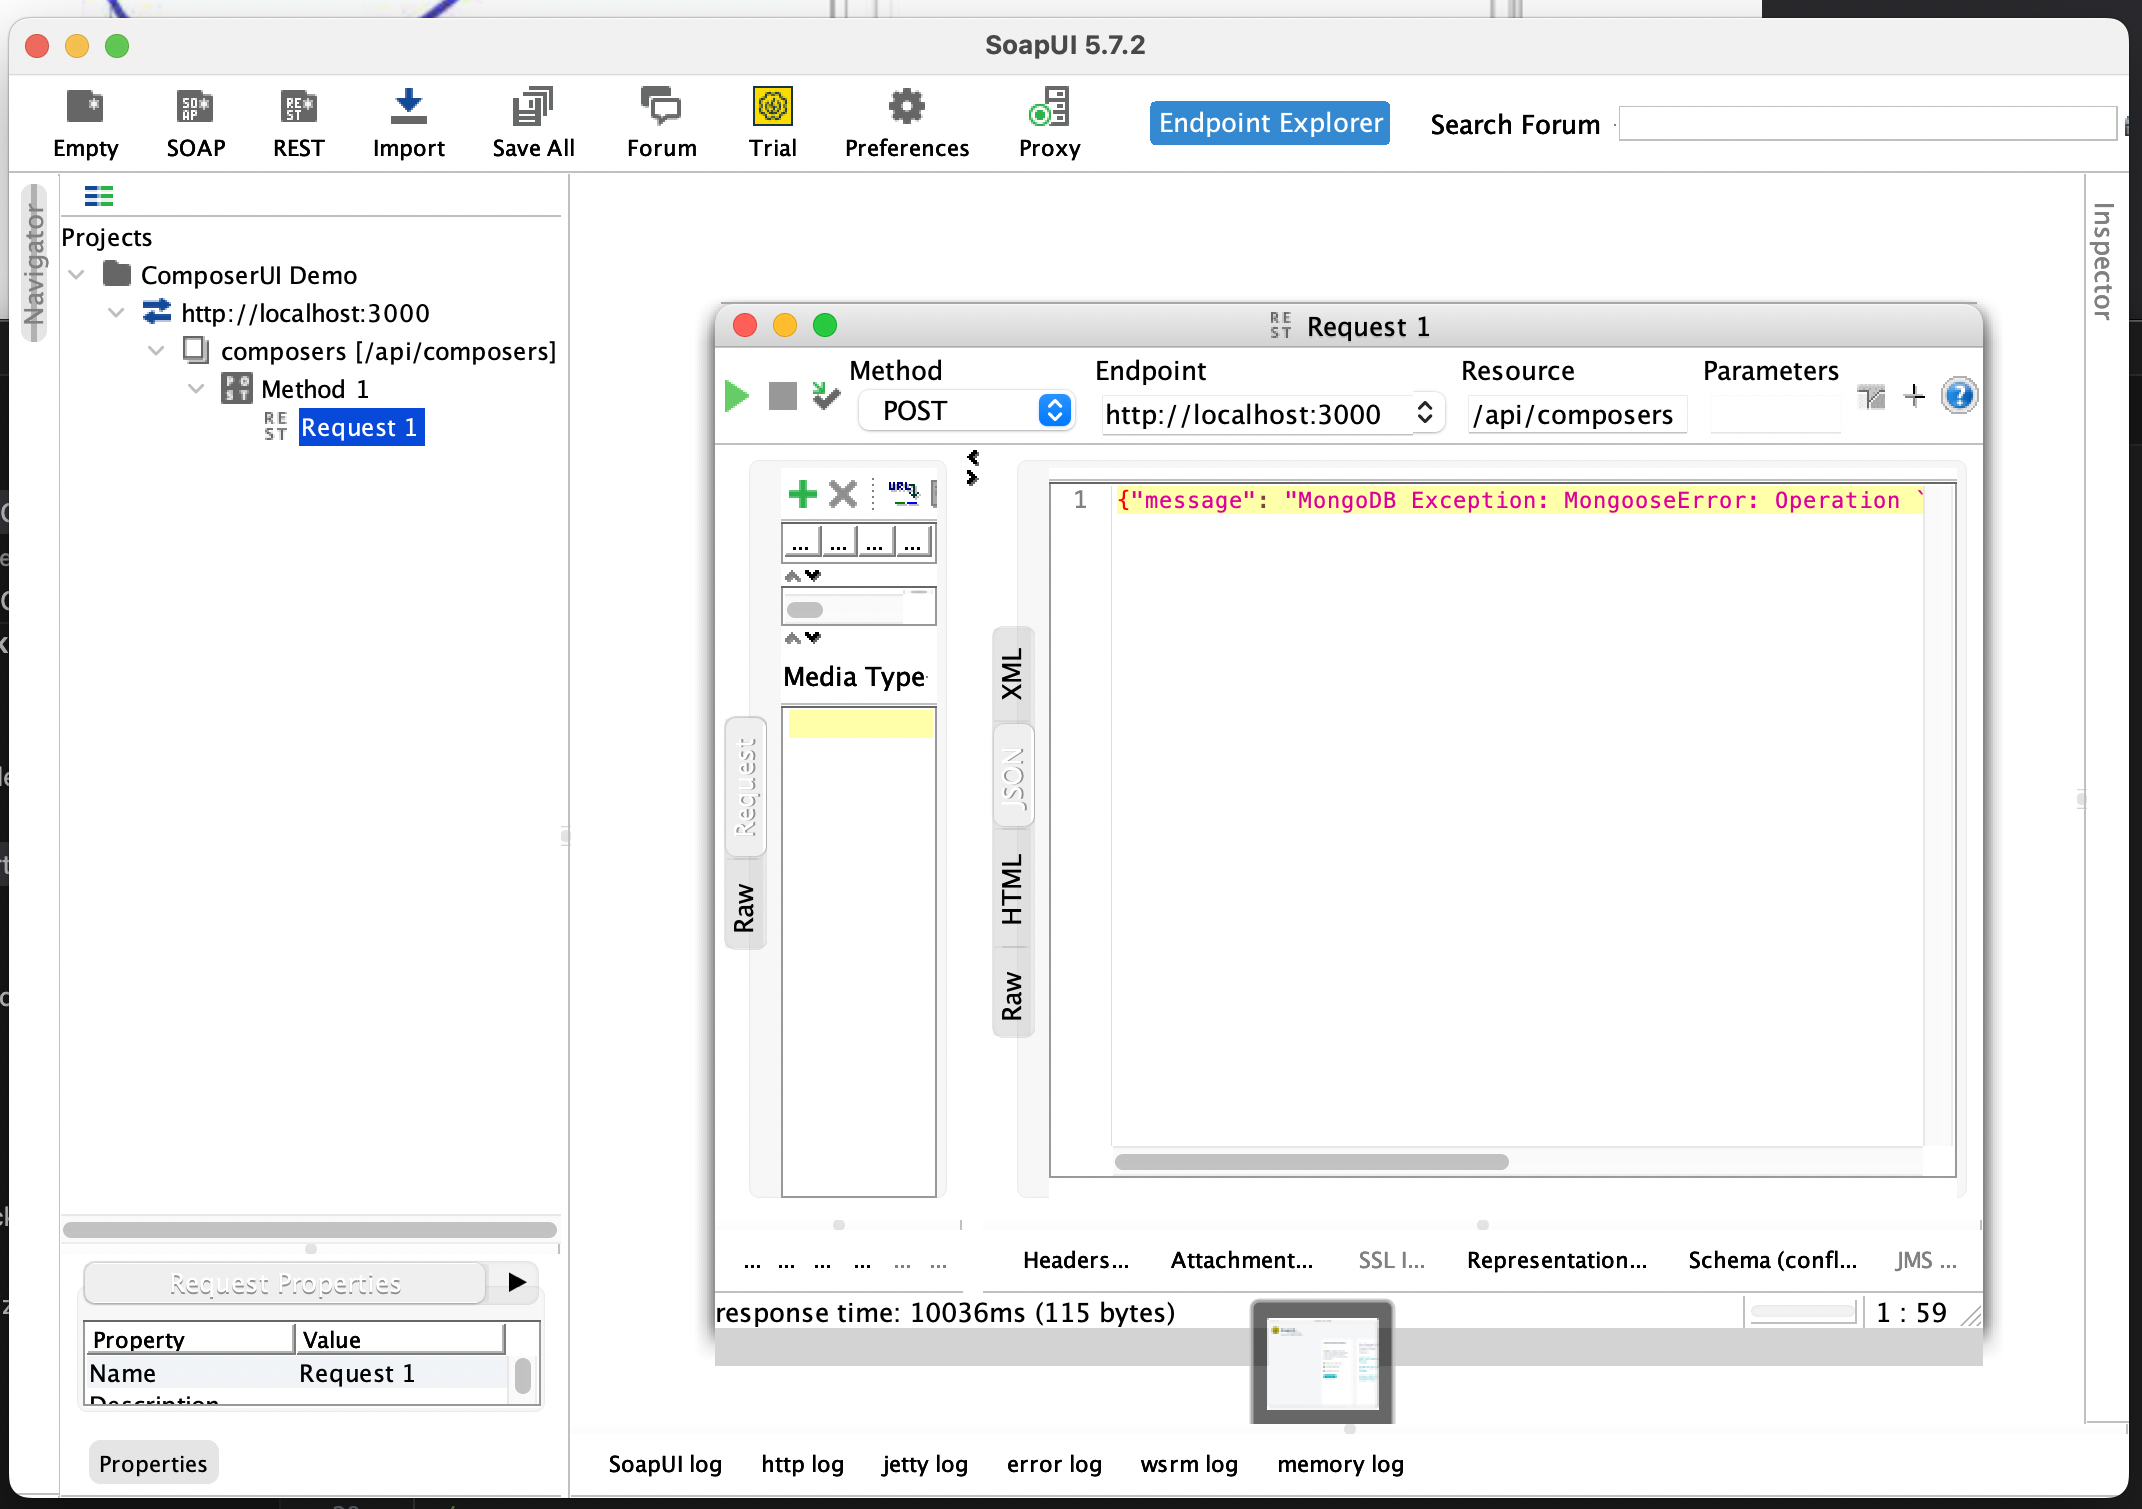 SoapUI 5.7.2
Empty
SOAP
REST
Import
Save All
Forum
Trial
Preferences
Proxy
Endpoint Explorer
Search Forum
Navigator
Projects
ComposerUI Demo
http://localhost:3000
composers [/api/composers]
Method 1
Request 1
Inspector
Request 1
Method
Endpoint
Resource
Parameters
POST
http://localhost:3000
/api/composers
... ... ... ...
Media Type
Request
Raw
XML
JSON
HTML
Raw
1
{"message": "MongoDB Exception: MongooseError: Operation `
... ... ... ... ... ...
Headers...
Attachment...
SSL I...
Representation...
Schema (confl...
JMS ...
response time: 10036ms (115 bytes)
1 : 59
Request Properties
Property Value
Name Request 1
Description
Properties
SoapUI log
http log
jetty log
error log
wsrm log
memory log